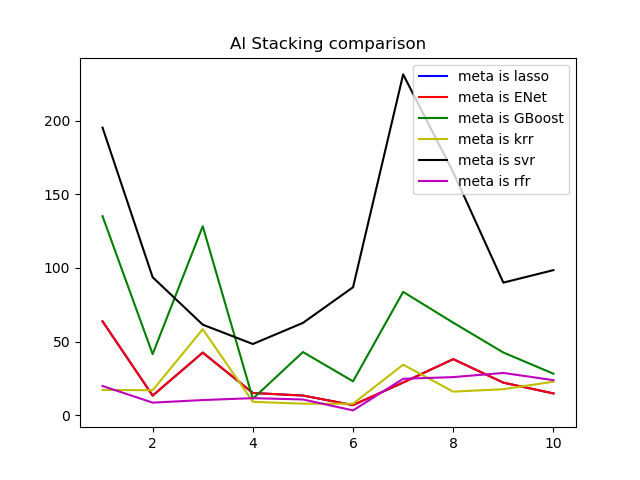 AI Stacking comparison
meta is lasso
meta is ENet
meta is GBoost
meta is krr
meta is svr
meta is rfr
200
150
100
50
0
2 4 6 8 10